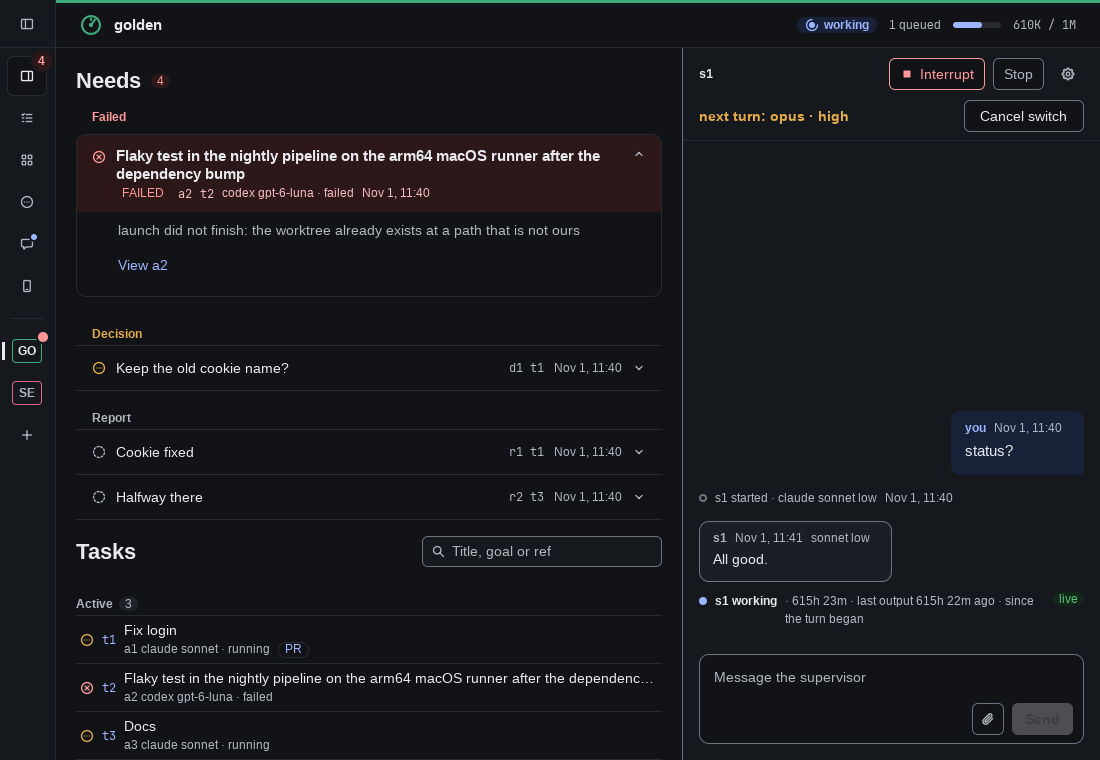 golden
working
1 queued
610K / 1M
4
GO
SE
Needs 4
Failed
Flaky test in the nightly pipeline on the arm64 macOS runner after the
dependency bump
FAILED a2 t2 codex gpt-6-luna · failed Nov 1, 11:40
launch did not finish: the worktree already exists at a path that is not ours
View a2
Decision
Keep the old cookie name? d1 t1 Nov 1, 11:40
Report
Cookie fixed r1 t1 Nov 1, 11:40
Halfway there r2 t3 Nov 1, 11:40
Tasks
Title, goal or ref
Active 3
t1 Fix login
a1 claude sonnet · running PR
t2 Flaky test in the nightly pipeline on the arm64 macOS runner after the dependenc…
a2 codex gpt-6-luna · failed
t3 Docs
a3 claude sonnet · running
s1
Interrupt
Stop
next turn: opus · high
Cancel switch
you Nov 1, 11:40
status?
s1 started · claude sonnet low Nov 1, 11:40
s1 Nov 1, 11:41 sonnet low
All good.
s1 working · 615h 23m · last output 615h 22m ago · since
the turn began
live
Message the supervisor
Send